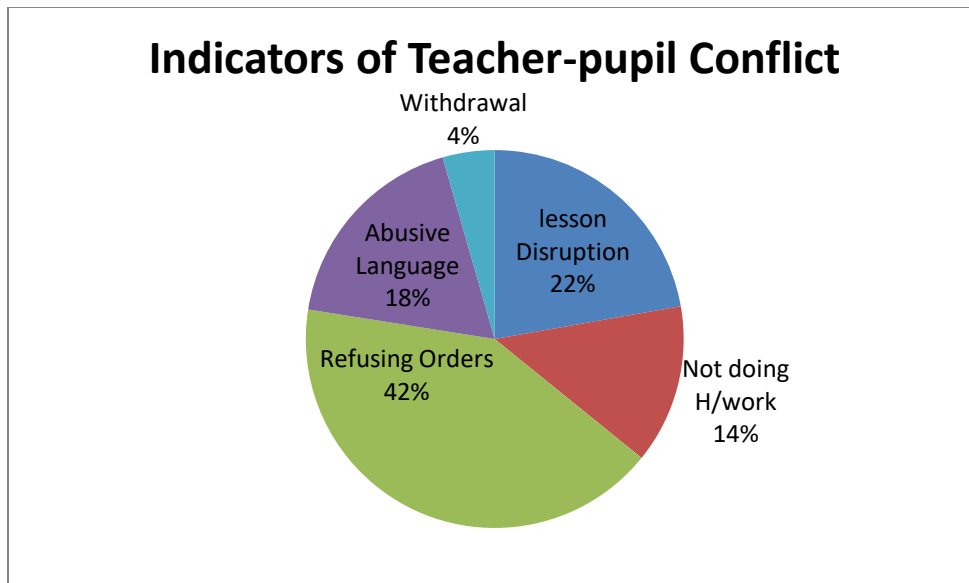 Indicators of Teacher-pupil Conflict
Withdrawal
4%
lesson
Disruption
22%
Abusive
Language
18%
Refusing Orders
42%
Not doing
H/work
14%